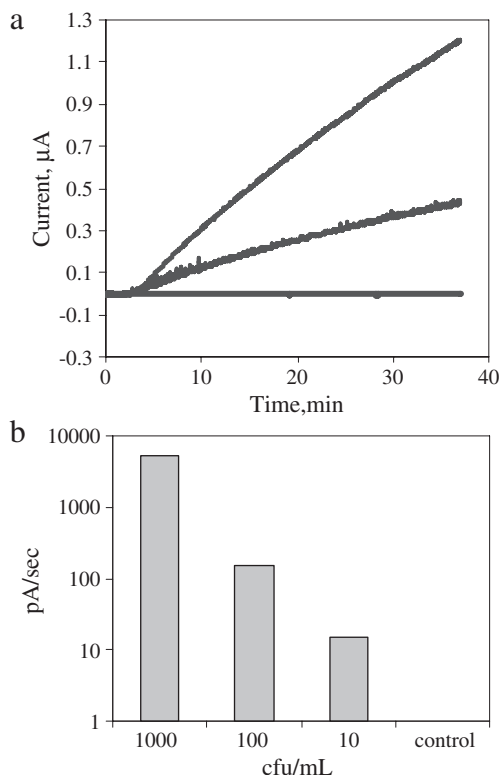 a
1.3
1.1
0.9
0.7
0.5
0.3
0.1
-0.1
-0.3
Current, μA
0 10 20 30 40
Time,min
b
10000
1000
100
10
1
pA/sec
1000 100 10 control
cfu/mL